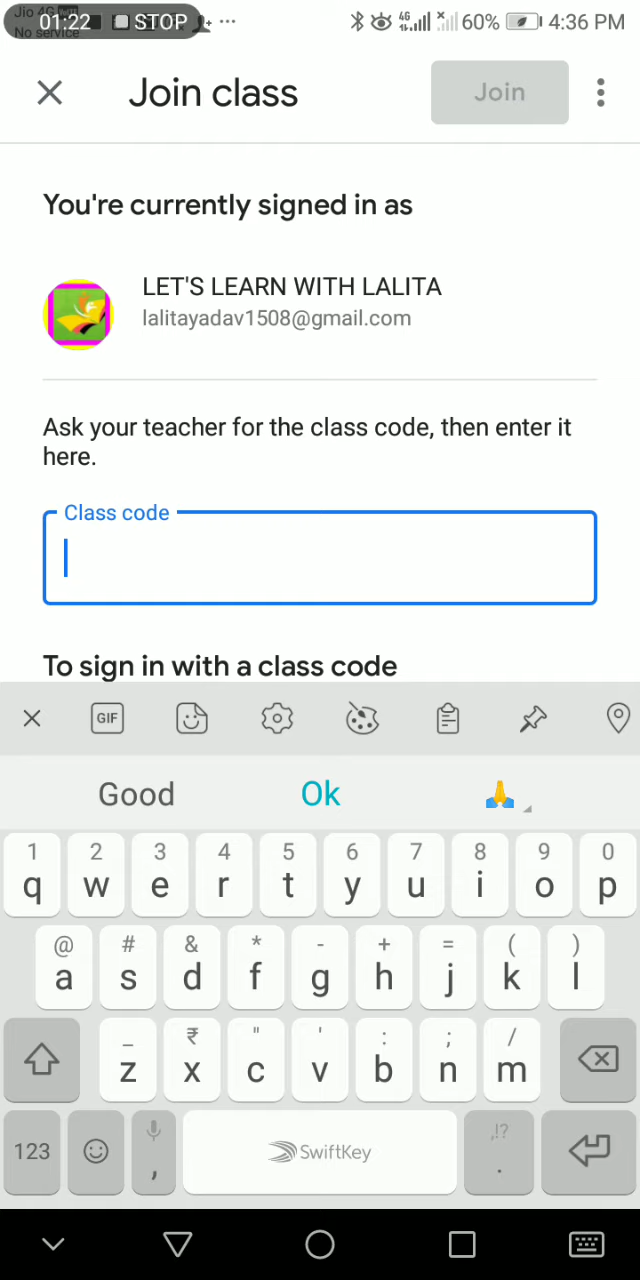 Jio 4G
No service
01:22 STOP ... 4G 60% 4:36 PM
Join class Join
You're currently signed in as
LET'S LEARN WITH LALITA
lalitayadav1508@gmail.com
Ask your teacher for the class code, then enter it
here.
Class code
To sign in with a class code
GIF
Good Ok
1 2 3 4 5 6 7 8 9 0
q w e r t y u i o p
@ # & * - + = ( )
a s d f g h j k l
_ ₹ " ' : ; /
z x c v b n m
123 , SwiftKey ,!? .